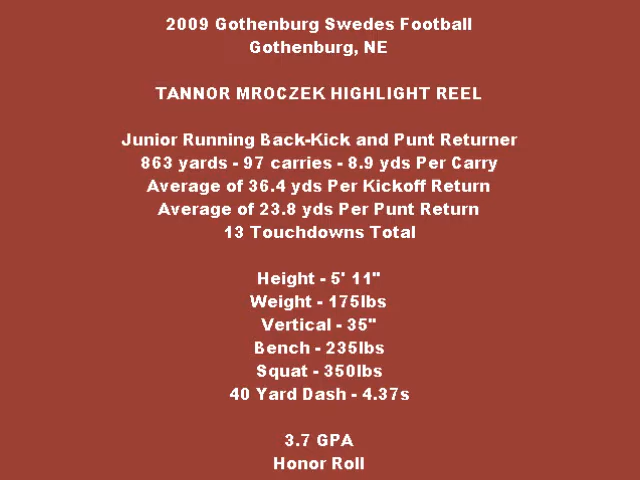 2009 Gothenburg Swedes Football
Gothenburg, NE
TANNOR MROCZEK HIGHLIGHT REEL
Junior Running Back-Kick and Punt Returner
863 yards - 97 carries - 8.9 yds Per Carry
Average of 36.4 yds Per Kickoff Return
Average of 23.8 yds Per Punt Return
13 Touchdowns Total
Height - 5' 11"
Weight - 175lbs
Vertical - 35"
Bench - 235lbs
Squat - 350lbs
40 Yard Dash - 4.37s
3.7 GPA
Honor Roll